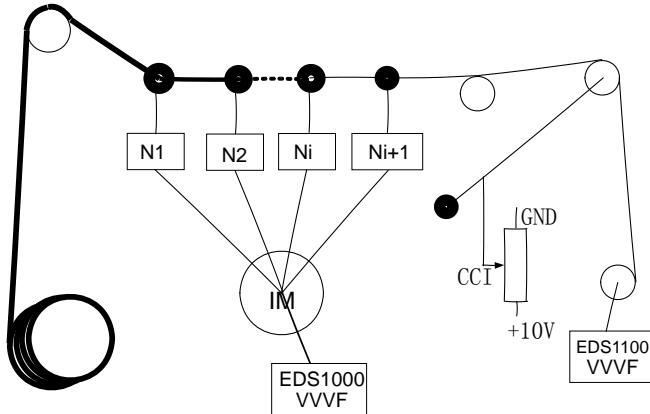 N1
N2
Ni
Ni+1
GND
CCI
IM
+10V
EDS1100
VVVF
EDS1000
VVVF